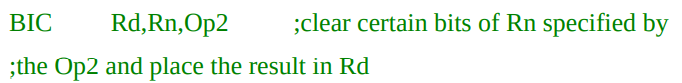 BIC Rd,Rn,Op2 ;clear certain bits of Rn specified by
;the Op2 and place the result in Rd